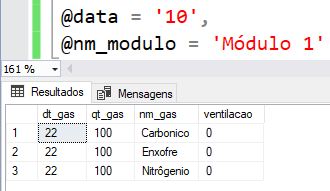 @data = '10',
@nm_modulo = 'Módulo 1'
161 %
Resultados Mensagens
dt_gas qt_gas nm_gas ventilacao
1 22 100 Carbonico 0
2 22 100 Enxofre 0
3 22 100 Nitrôgenio 0